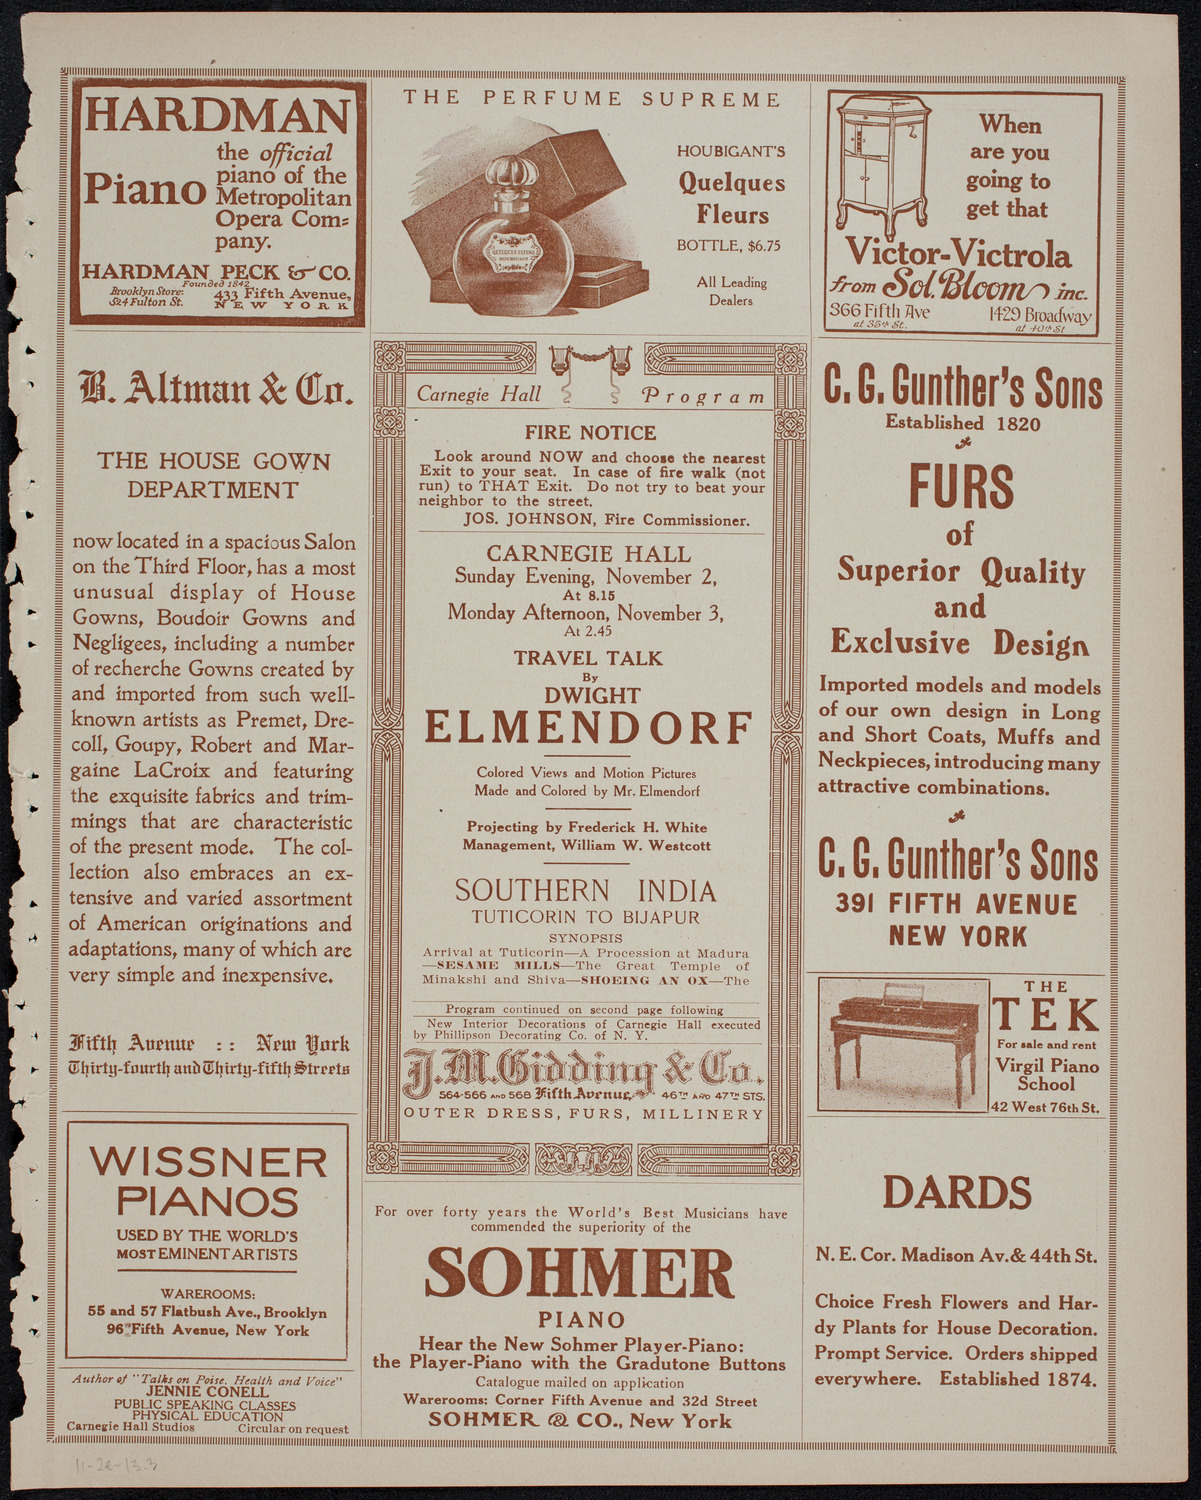 HARDMAN
Piano
the official
piano of the
Metropolitan
Opera Com=
pany.
HARDMAN, PECK & CO.
Founded 1842
Brooklyn Store:
524 Fulton St.
433 Fifth Avenue,
NEW YORK
THE PERFUME SUPREME
QUELQUES FLEURS
HOUBIGANT
HOUBIGANT'S
Quelques
Fleurs
BOTTLE, $6.75
All Leading
Dealers
When
are you
going to
get that
Victor-Victrola
from Sol. Bloom inc.
366 Fifth Ave
at 35th St.
1429 Broadway
at 40th St
B. Altman & Co.
THE HOUSE GOWN
DEPARTMENT
now located in a spacious Salon
on the Third Floor, has a most
unusual display of House
Gowns, Boudoir Gowns and
Negligees, including a number
of recherche Gowns created by
and imported from such well-
known artists as Premet, Dre-
coll, Goupy, Robert and Mar-
gaine LaCroix and featuring
the exquisite fabrics and trim-
mings that are characteristic
of the present mode. The col-
lection also embraces an ex-
tensive and varied assortment
of American originations and
adaptations, many of which are
very simple and inexpensive.
Fifth Avenue :: New York
Thirty-fourth and Thirty-fifth Streets
WISSNER
PIANOS
USED BY THE WORLD'S
MOST EMINENT ARTISTS
WAREROOMS:
55 and 57 Flatbush Ave., Brooklyn
96 Fifth Avenue, New York
Author of "Talks on Poise, Health and Voice"
JENNIE CONELL
PUBLIC SPEAKING CLASSES
PHYSICAL EDUCATION
Carnegie Hall Studios Circular on request
Carnegie Hall Program
FIRE NOTICE
Look around NOW and choose the nearest
Exit to your seat. In case of fire walk (not
run) to THAT Exit. Do not try to beat your
neighbor to the street.
JOS. JOHNSON, Fire Commissioner.
CARNEGIE HALL
Sunday Evening, November 2,
At 8.15
Monday Afternoon, November 3,
At 2.45
TRAVEL TALK
By
DWIGHT
ELMENDORF
Colored Views and Motion Pictures
Made and Colored by Mr. Elmendorf
Projecting by Frederick H. White
Management, William W. Westcott
SOUTHERN INDIA
TUTICORIN TO BIJAPUR
SYNOPSIS
Arrival at Tuticorin—A Procession at Madura
—SESAME MILLS—The Great Temple of
Minakshi and Shiva—SHOEING AN OX—The
Program continued on second page following
New Interior Decorations of Carnegie Hall executed
by Phillipson Decorating Co. of N. Y.
J. M. Gidding & Co.
564-566 AND 568 Fifth Avenue, 46TH AND 47TH STS.
OUTER DRESS, FURS, MILLINERY
For over forty years the World's Best Musicians have
commended the superiority of the
SOHMER
PIANO
Hear the New Sohmer Player-Piano:
the Player-Piano with the Gradutone Buttons
Catalogue mailed on application
Warerooms: Corner Fifth Avenue and 32d Street
SOHMER & CO., New York
C. G. Gunther's Sons
Established 1820
FURS
of
Superior Quality
and
Exclusive Design
Imported models and models
of our own design in Long
and Short Coats, Muffs and
Neckpieces, introducing many
attractive combinations.
C. G. Gunther's Sons
391 FIFTH AVENUE
NEW YORK
THE
TEK
For sale and rent
Virgil Piano
School
42 West 76th St.
DARDS
N. E. Cor. Madison Av. & 44th St.
Choice Fresh Flowers and Har-
dy Plants for House Decoration.
Prompt Service. Orders shipped
everywhere. Established 1874.